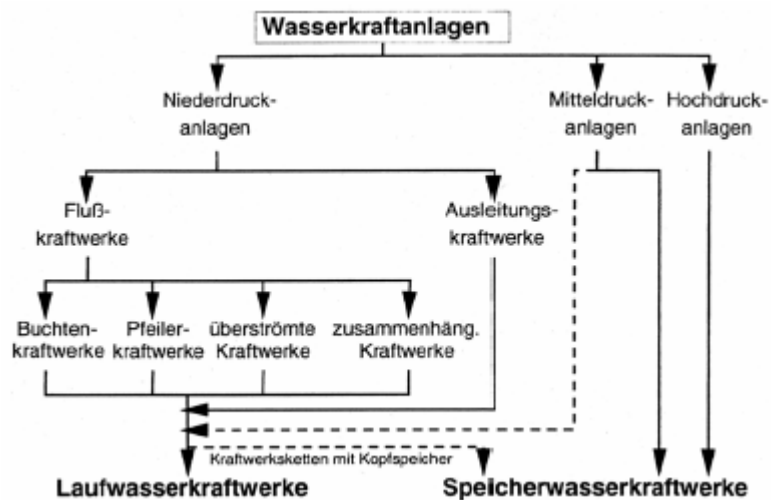 Wasserkraftanlagen
Niederdruck-
anlagen
Mitteldruck-
anlagen
Hochdruck-
anlagen
Fluß-
kraftwerke
Ausleitungs-
kraftwerke
Buchten-
kraftwerke
Pfeiler-
kraftwerke
überströmte
Kraftwerke
zusammenhäng.
Kraftwerke
Kraftwerksketten mit Kopfspeicher
Laufwasserkraftwerke
Speicherwasserkraftwerke